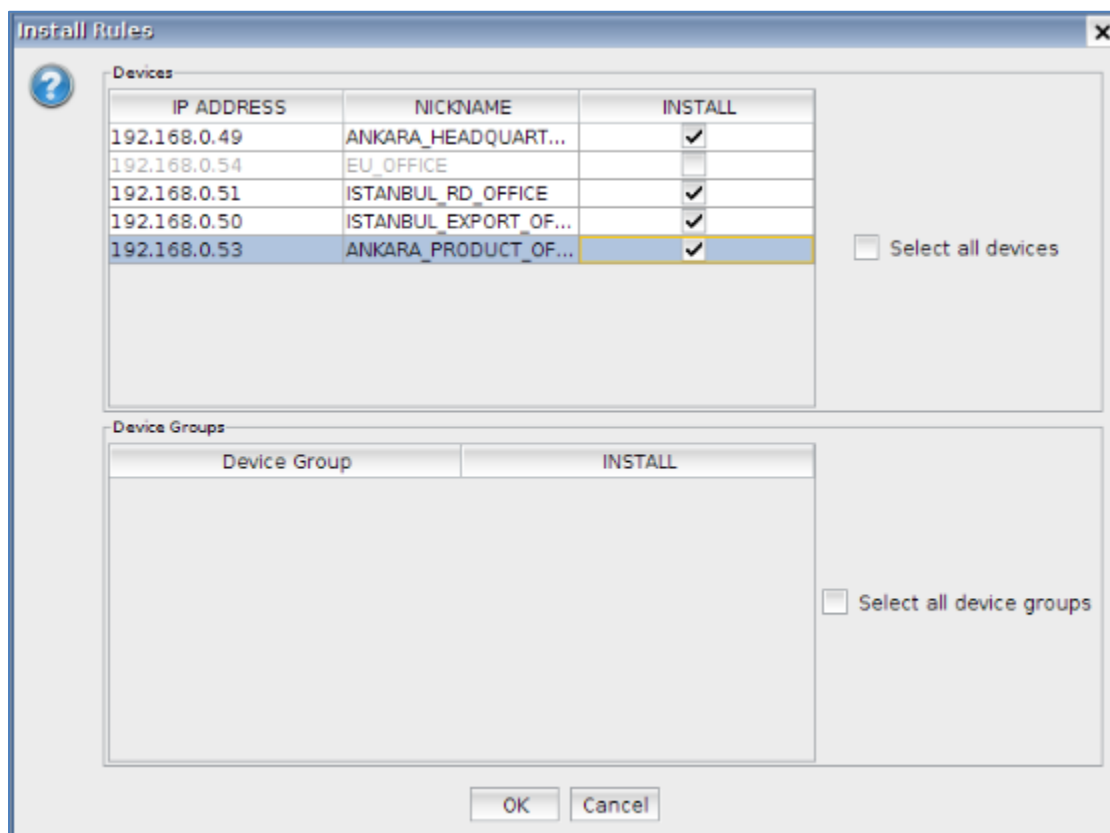 Install Rules
Devices
IP ADDRESS NICKNAME INSTALL
192.168.0.49 ANKARA_HEADQUART...
192.168.0.54 EU_OFFICE
192.168.0.51 ISTANBUL_RD_OFFICE
192.168.0.50 ISTANBUL_EXPORT_OF...
192.168.0.53 ANKARA_PRODUCT_OF...
Select all devices
Device Groups
Device Group INSTALL
Select all device groups
OK Cancel